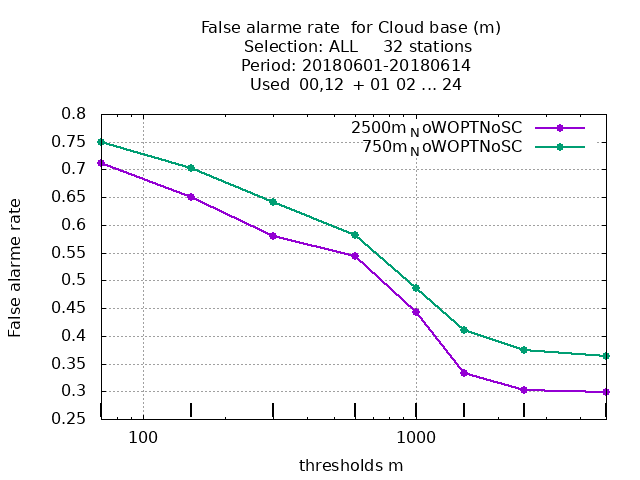 False alarme rate  for Cloud base (m)
Selection: ALL     32 stations
Period: 20180601-20180614
Used  00,12  + 01 02 ... 24
2500m_NoWOPTNoSC
750m_NoWOPTNoSC
False alarme rate
0.8
0.75
0.7
0.65
0.6
0.55
0.5
0.45
0.4
0.35
0.3
0.25
100
1000
thresholds m